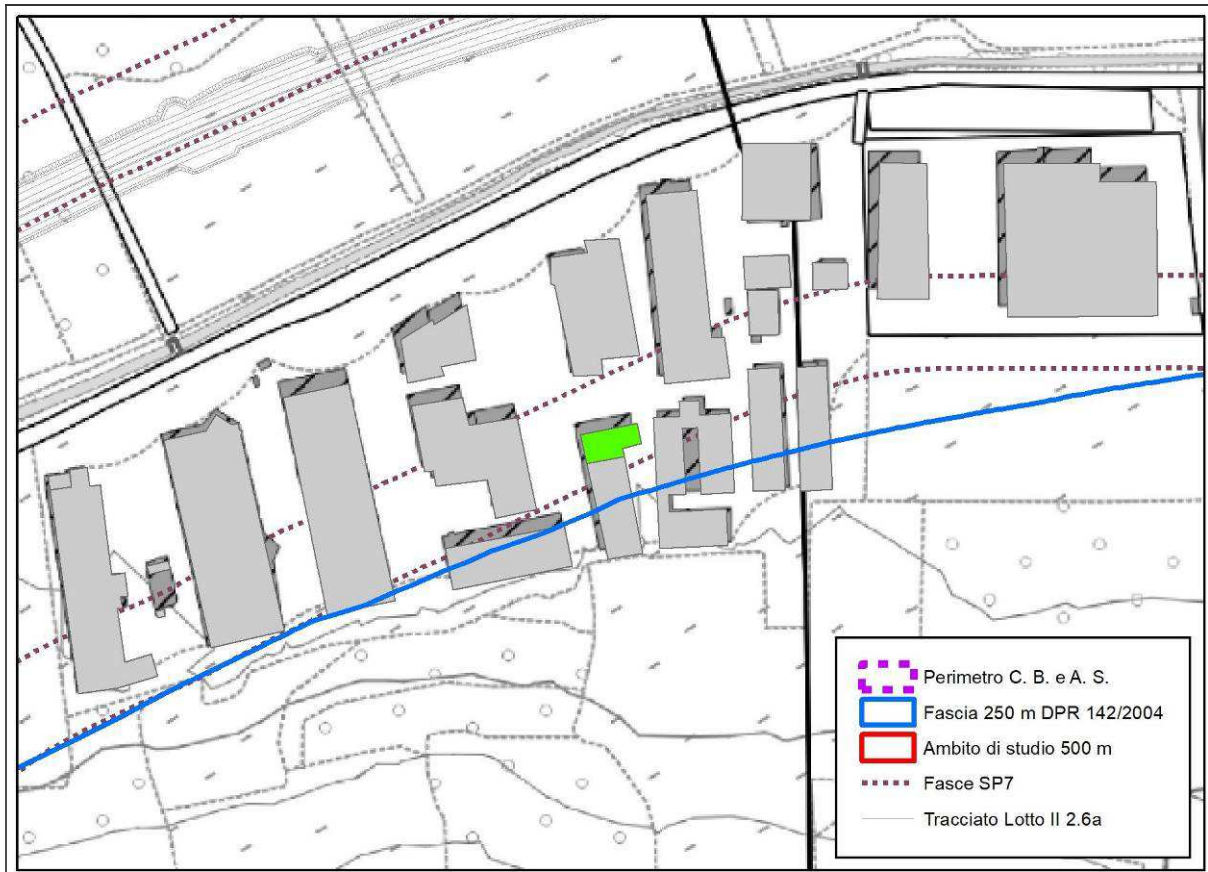 Perimetro C. B. e A. S.
Fascia 250 m DPR 142/2004
Ambito di studio 500 m
Fasce SP7
Tracciato Lotto II 2.6a